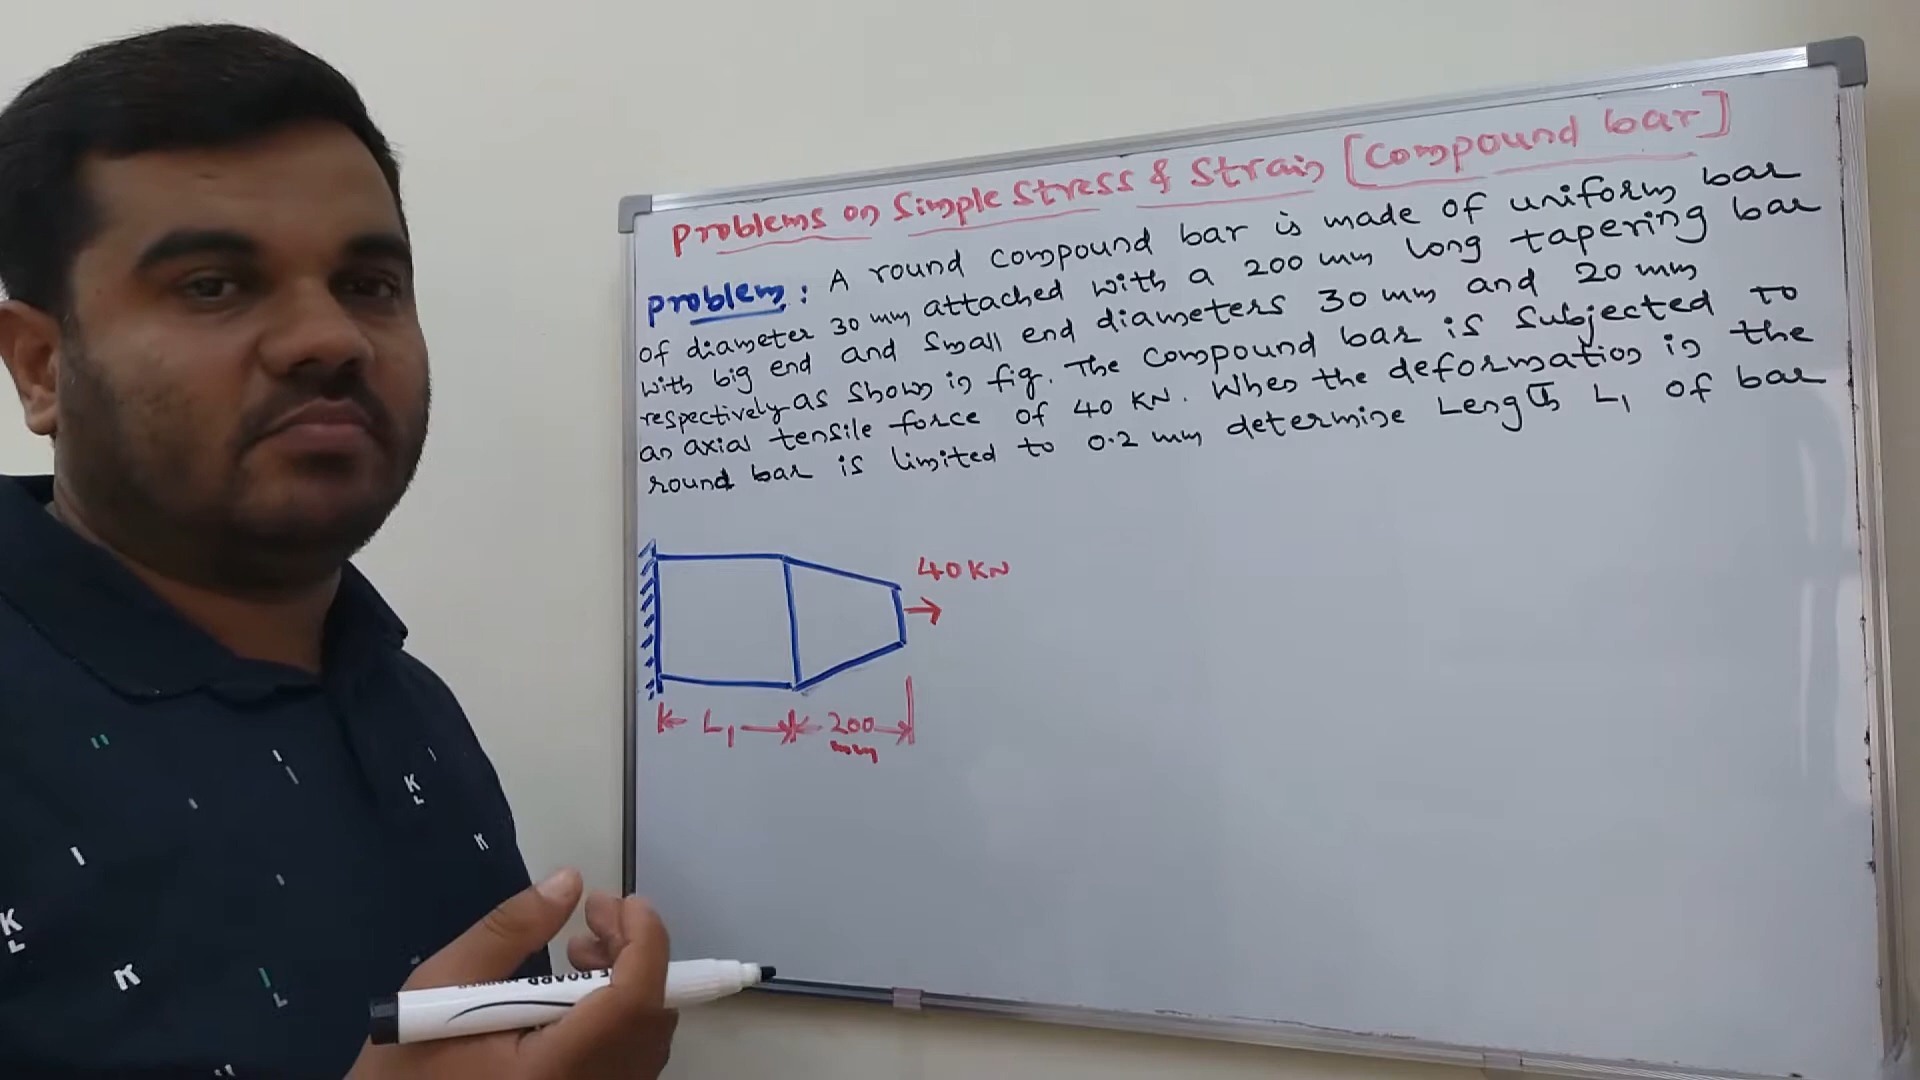 Problems on Simple Stress & Strain [Compound bar]
Problem: A round compound bar is made of uniform bar
of diameter 30 mm attached with a 200 mm long tapering bar
with big end and small end diameters 30 mm and 20 mm
respectively as shown in fig. The compound bar is subjected to
an axial tensile force of 40 KN. When the deformation in the
round bar is limited to 0.2 mm determine Length L1 of bar
40 KN
L1 200
mm
K
L
K
K
L
K
L